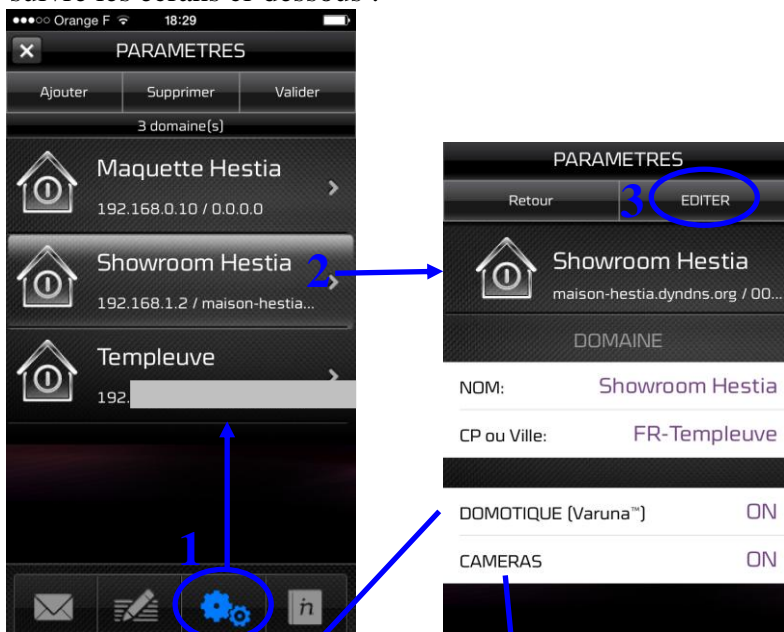 suivre les écrans ci-dessous :
Orange F 18:29
PARAMETRES
Ajouter Supprimer Valider
3 domaine(s)
Maquette Hestia
192.168.0.10 / 0.0.0.0
Showroom Hestia
192.168.1.2 / maison-hestia...
2
Templeuve
192.
1
n
PARAMETRES
Retour 3 EDITER
Showroom Hestia
maison-hestia.dyndns.org / 00...
DOMAINE
NOM: Showroom Hestia
CP ou Ville: FR-Templeuve
DOMOTIQUE (Varuna™) ON
CAMERAS ON